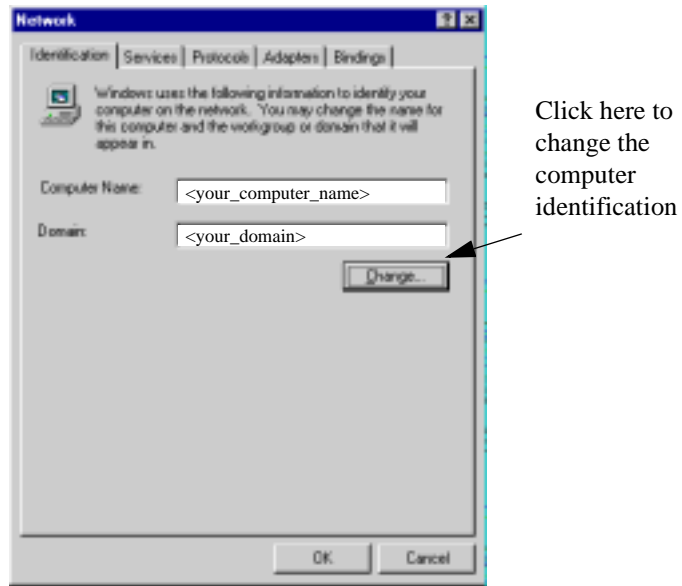 Network
Identification Services Protocols Adapters Bindings
Windows uses the following information to identify your
computer on the network. You may change the name for
this computer and the workgroup or domain that it will
appear in.
Computer Name:
<your_computer_name>
Domain:
<your_domain>
Change...
OK
Cancel
Click here to
change the
computer
identification